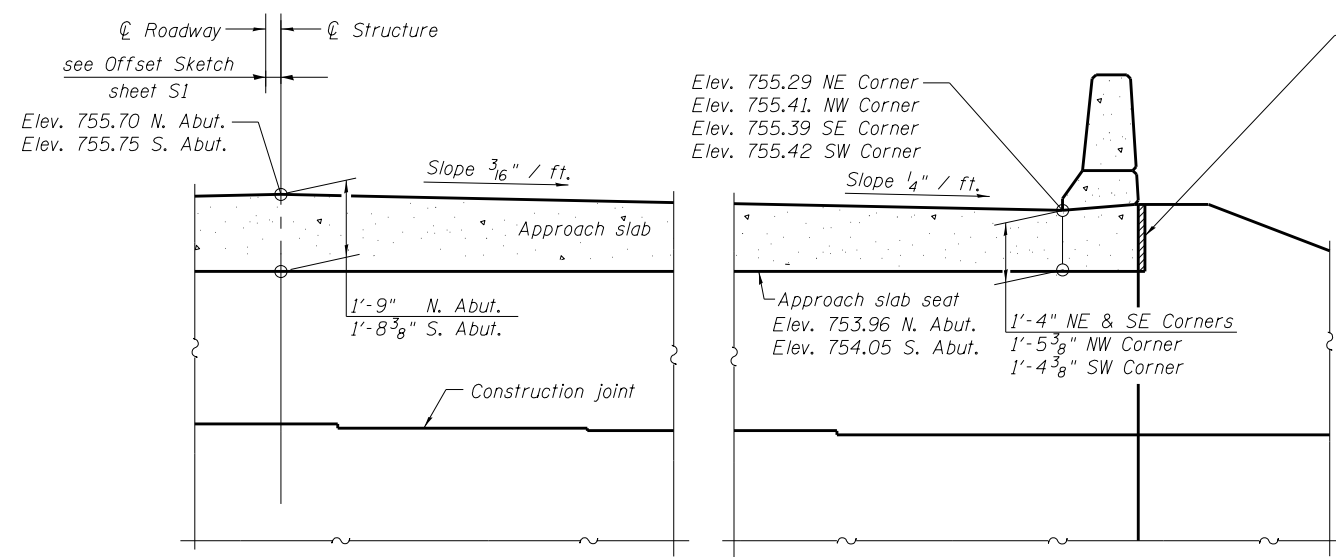 ℄ Roadway
℄ Structure
see Offset Sketch
sheet S1
Elev. 755.70 N. Abut.
Elev. 755.75 S. Abut.
Slope 3/16" / ft.
Approach slab
1'-9" N. Abut.
1'-8 3/8" S. Abut.
Construction joint
Elev. 755.29 NE Corner
Elev. 755.41. NW Corner
Elev. 755.39 SE Corner
Elev. 755.42 SW Corner
Slope 1/4" / ft.
Approach slab seat
Elev. 753.96 N. Abut.
Elev. 754.05 S. Abut.
1'-4" NE & SE Corners
1'-5 3/8" NW Corner
1'-4 3/8" SW Corner